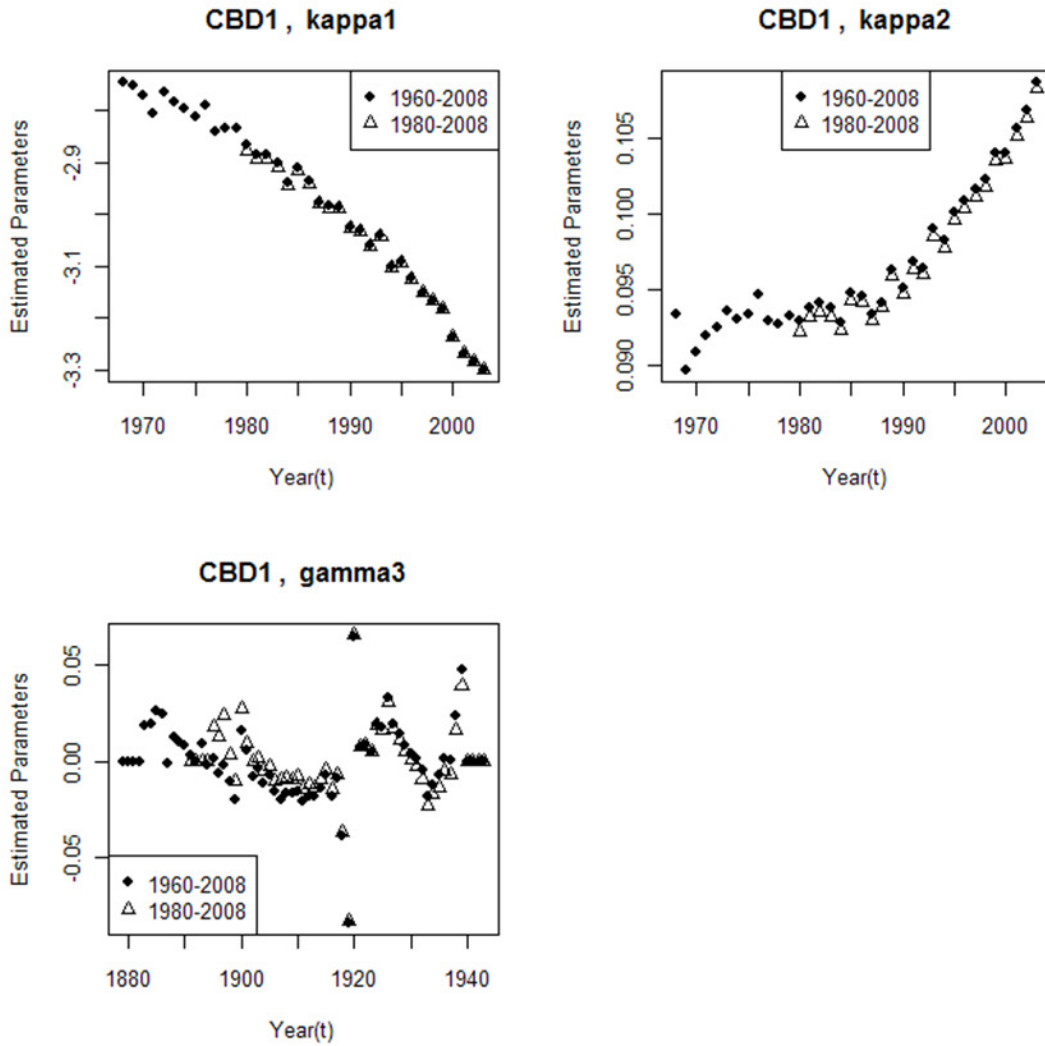 CBD1 , kappa1
1960-2008
1980-2008
Estimated Parameters
-2.9
-3.1
-3.3
1970 1980 1990 2000
Year(t)
CBD1 , kappa2
1960-2008
1980-2008
Estimated Parameters
0.105
0.100
0.095
0.090
1970 1980 1990 2000
Year(t)
CBD1 , gamma3
Estimated Parameters
0.05
0.00
-0.05
1960-2008
1980-2008
1880 1900 1920 1940
Year(t)